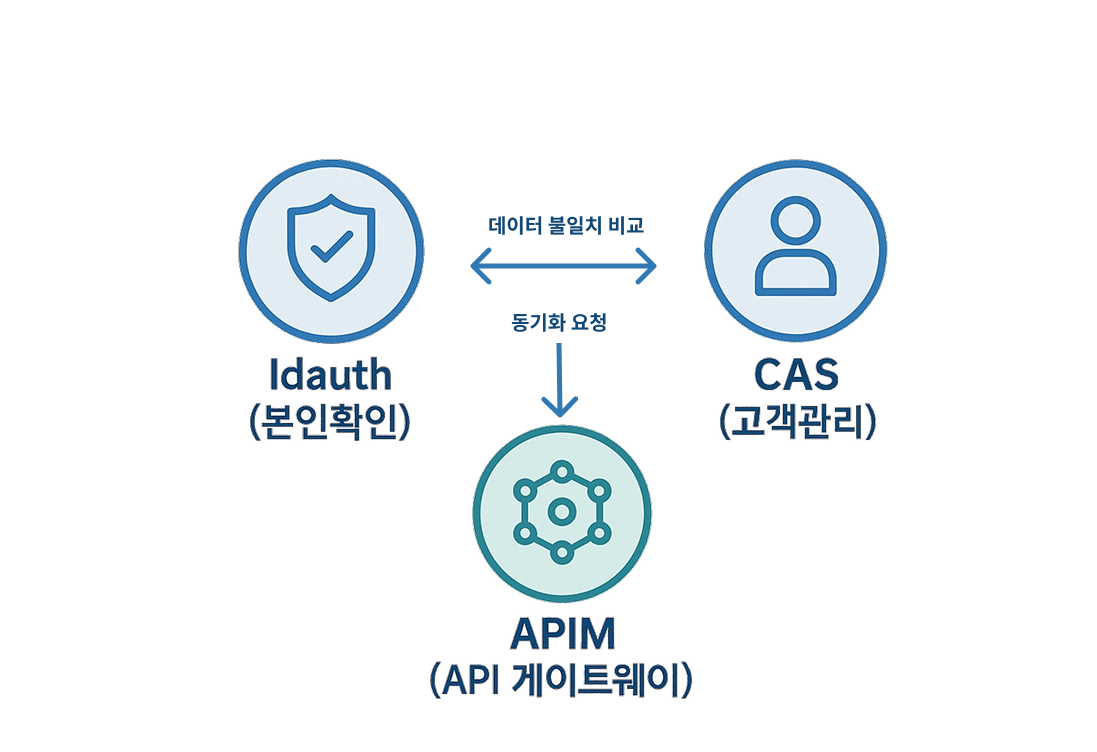 데이터 불일치 비교
동기화 요청
Idauth
(본인확인)
CAS
(고객관리)
APIM
(API 게이트웨이)